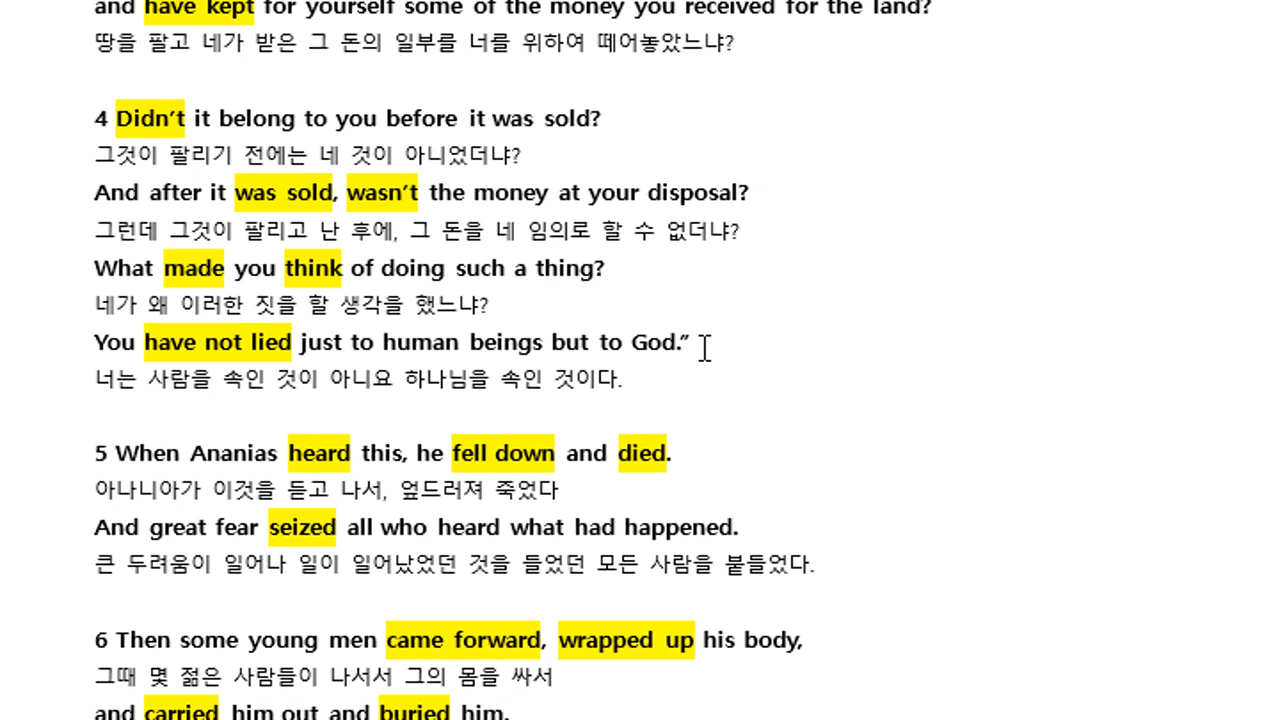 and have kept for yourself some of the money you received for the land?
땅을 팔고 네가 받은 그 돈의 일부를 너를 위하여 떼어놓았느냐?
4 Didn’t it belong to you before it was sold?
그것이 팔리기 전에는 네 것이 아니었더냐?
And after it was sold, wasn’t the money at your disposal?
그런데 그것이 팔리고 난 후에, 그 돈을 네 임의로 할 수 없더냐?
What made you think of doing such a thing?
네가 왜 이러한 짓을 할 생각을 했느냐?
You have not lied just to human beings but to God.”
너는 사람을 속인 것이 아니요 하나님을 속인 것이다.
5 When Ananias heard this, he fell down and died.
아나니아가 이것을 듣고 나서, 엎드러져 죽었다
And great fear seized all who heard what had happened.
큰 두려움이 일어나 일이 일어났었던 것을 들었던 모든 사람을 붙들었다.
6 Then some young men came forward, wrapped up his body,
그때 몇 젊은 사람들이 나서서 그의 몸을 싸서
and carried him out and buried him.